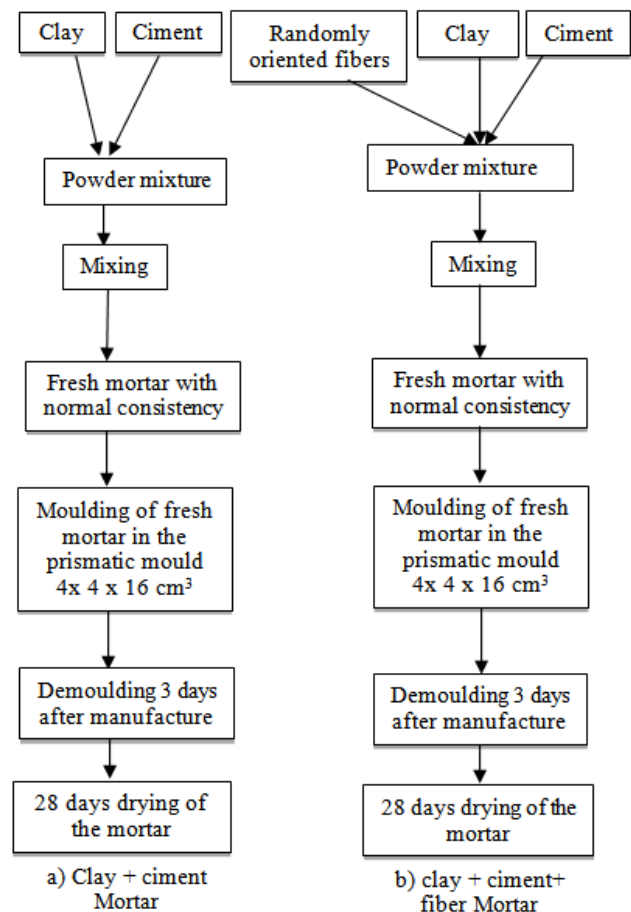 Clay
Ciment
Powder mixture
Mixing
Fresh mortar with
normal consistency
Moulding of fresh
mortar in the
prismatic mould
4x 4 x 16 cm³
Demoulding 3 days
after manufacture
28 days drying of
the mortar
a) Clay + ciment
Mortar
Randomly
oriented fibers
Clay
Ciment
Powder mixture
Mixing
Fresh mortar with
normal consistency
Moulding of fresh
mortar in the
prismatic mould
4x 4 x 16 cm³
Demoulding 3 days
after manufacture
28 days drying of the
mortar
b) clay + ciment+
fiber Mortar